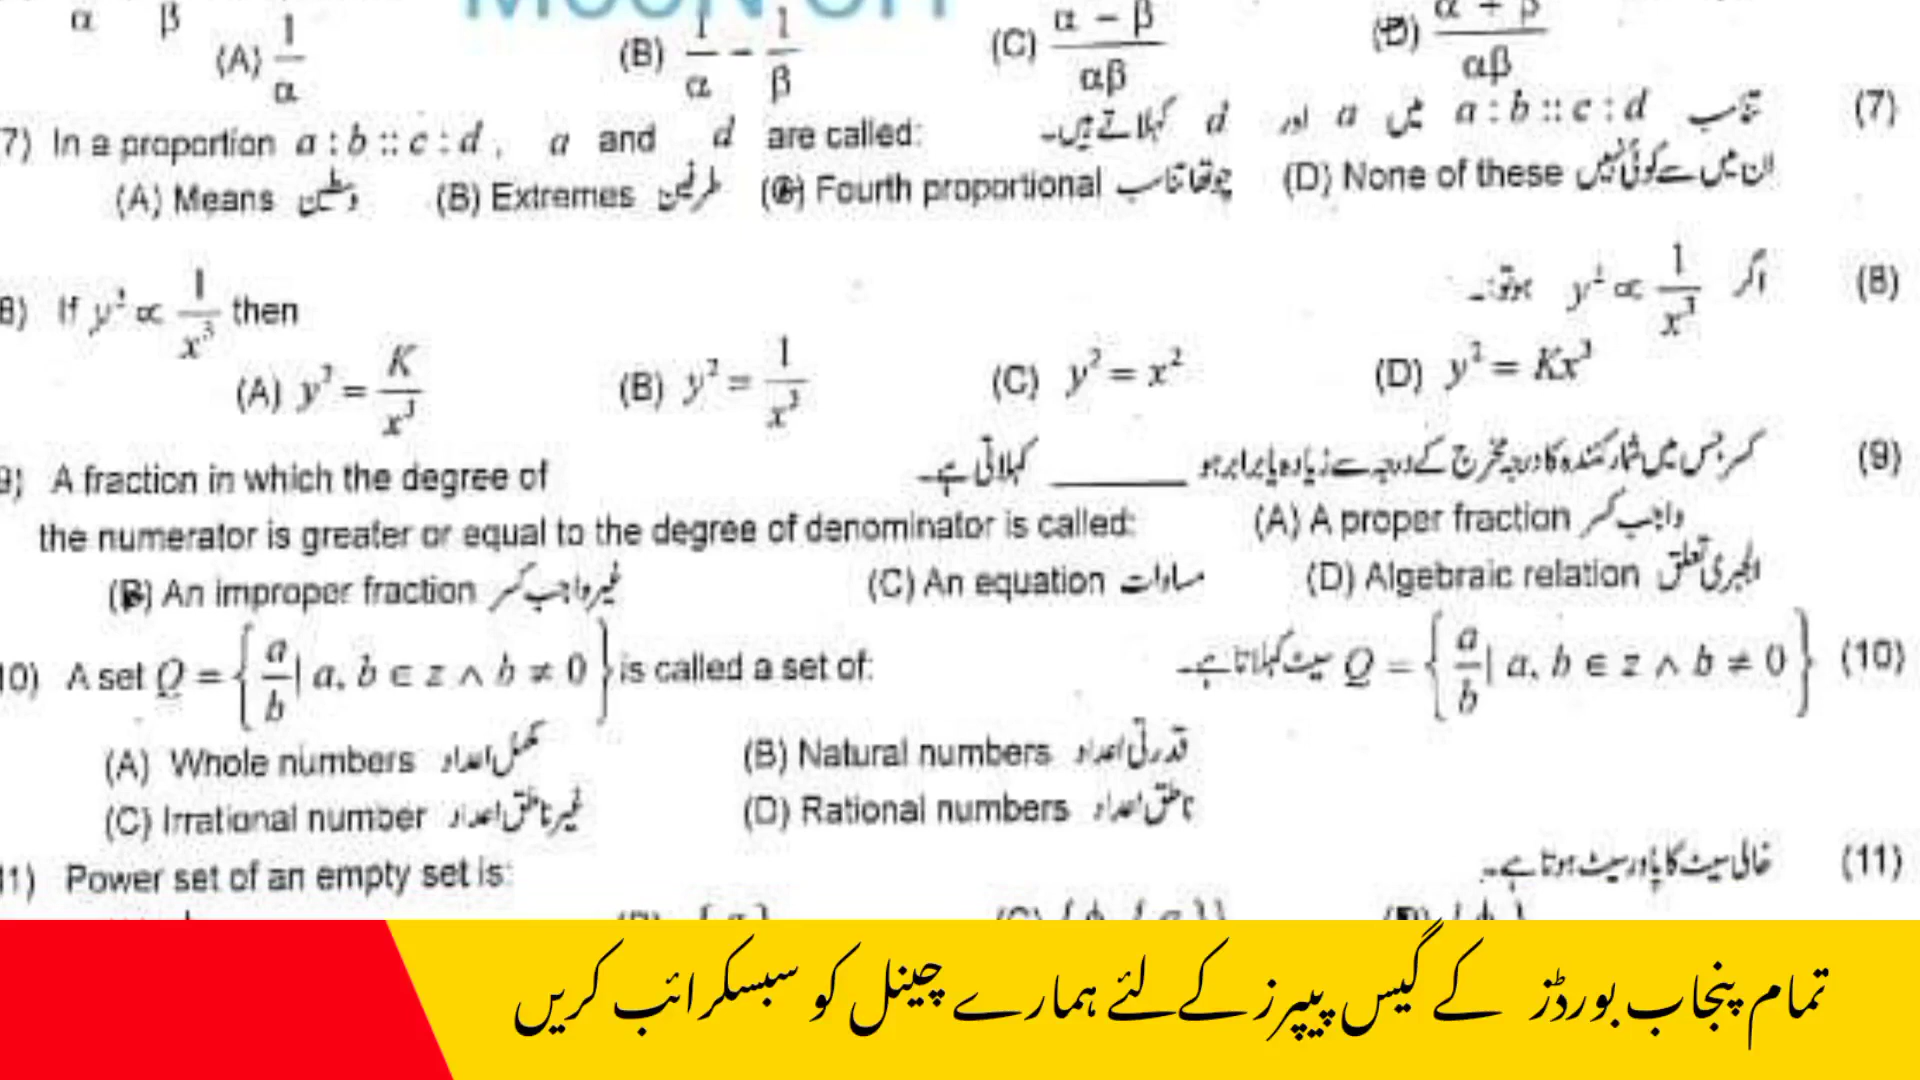 α β (A) 1/α (B) 1/α − 1/β (C) (α − β)/αβ (D) (α + β)/αβ
7) In a proportion a : b :: c : d , a and d are called: تناسب a : b :: c : d میں a اور d کہلاتے ہیں۔ (7)
(A) Means وسطین (B) Extremes طرفین (C) Fourth proportional چوتھا تناسب (D) None of these ان میں سے کوئی نہیں
8) If y² ∝ 1/x³ then اگر y² ∝ 1/x³ ہو تو:۔ (8)
(A) y² = K/x³ (B) y² = 1/x³ (C) y² = x² (D) y² = Kx³
9) A fraction in which the degree of کسر جس میں شمار کنندہ کا درجہ مخرج کے درجہ سے زیادہ یا برابر ہو ______ کہلاتی ہے۔ (9)
the numerator is greater or equal to the degree of denominator is called: (A) A proper fraction واجب کسر
(B) An improper fraction غیر واجب کسر (C) An equation مساوات (D) Algebraic relation الجبری تعلق
10) A set Q = { a/b | a, b ∈ z ∧ b ≠ 0 } is called a set of: Q = { a/b | a, b ∈ z ∧ b ≠ 0 } سیٹ کہلاتا ہے۔ (10)
(A) Whole numbers مکمل اعداد (B) Natural numbers قدرتی اعداد
(C) Irrational number غیر ناطق اعداد (D) Rational numbers ناطق اعداد
11) Power set of an empty set is: خالی سیٹ کا پاور سیٹ ہوتا ہے۔ (11)
تمام پنجاب بورڈز کے گیس پیپرز کے لئے ہمارے چینل کو سبسکرائب کریں